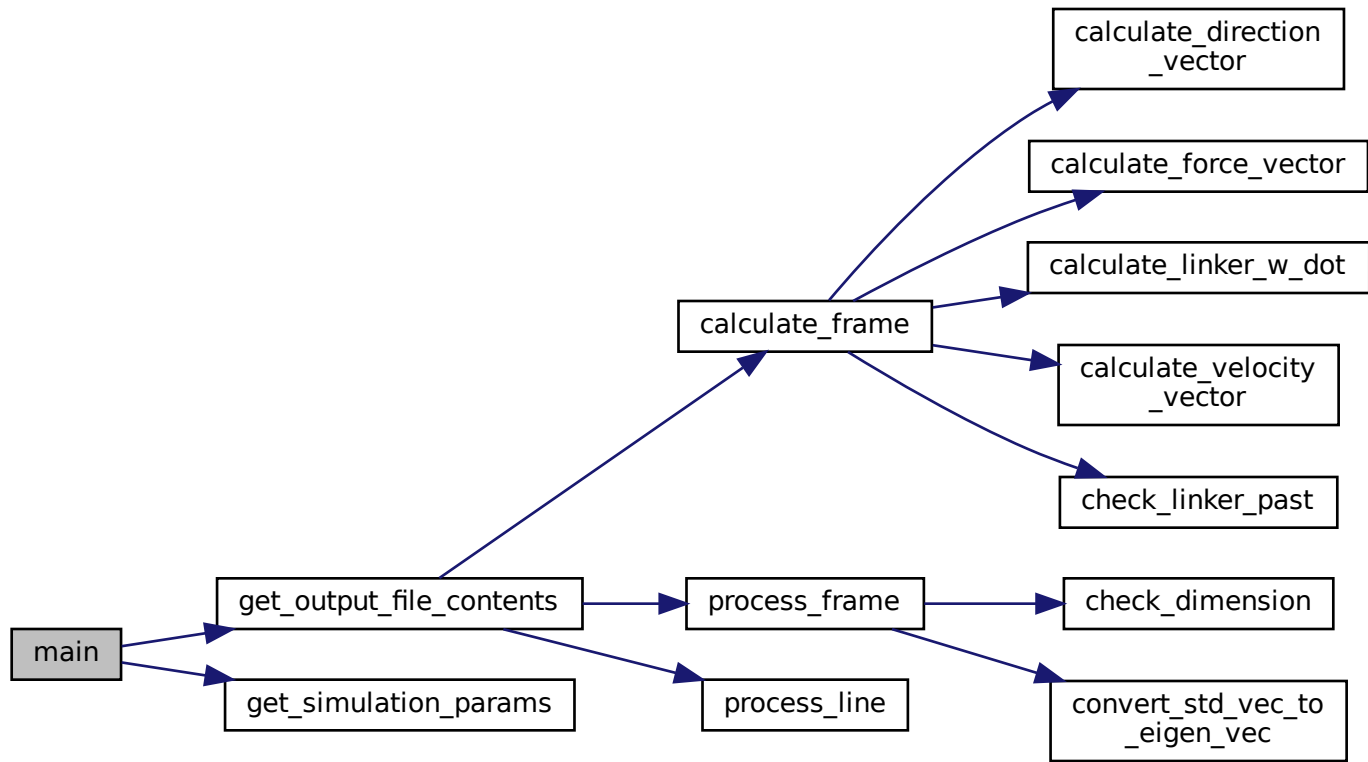 calculate_direction
_vector
calculate_force_vector
calculate_linker_w_dot
calculate_frame
calculate_velocity
_vector
check_linker_past
get_output_file_contents
process_frame
check_dimension
main
get_simulation_params
process_line
convert_std_vec_to
_eigen_vec